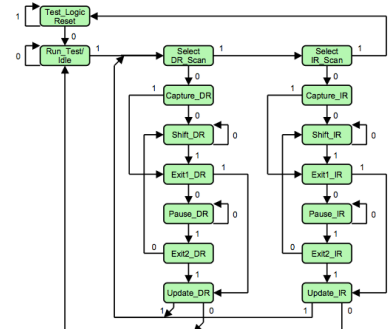 Test_Logic
Reset
1
0
Run_Test/
Idle
0
1
Select
DR_Scan
1
Select
IR_Scan
1
0
0
1
Capture_DR
1
Capture_IR
0
0
Shift_DR
0
Shift_IR
0
1
1
Exit1_DR
1
Exit1_IR
1
0
0
Pause_DR
0
Pause_IR
0
1
1
0
Exit2_DR
0
Exit2_IR
1
1
Update_DR
Update_IR
1
0
1
0